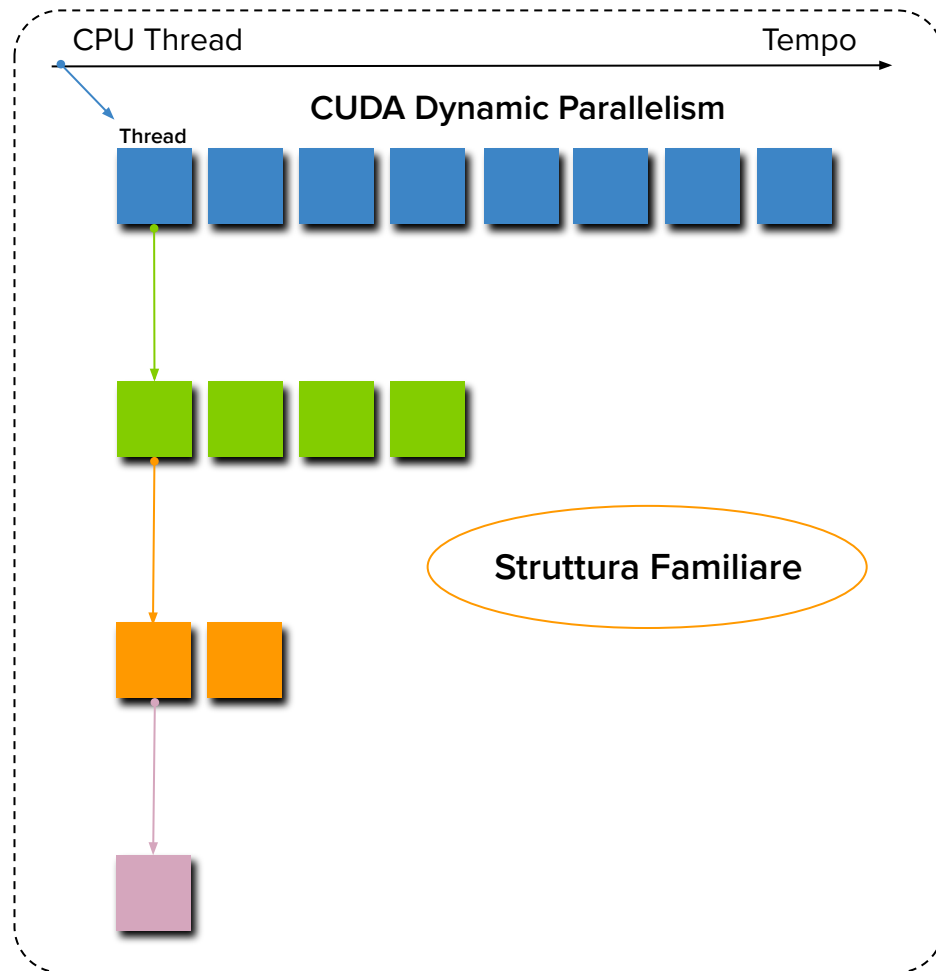 CPU Thread
Tempo
CUDA Dynamic Parallelism
Thread
Struttura Familiare